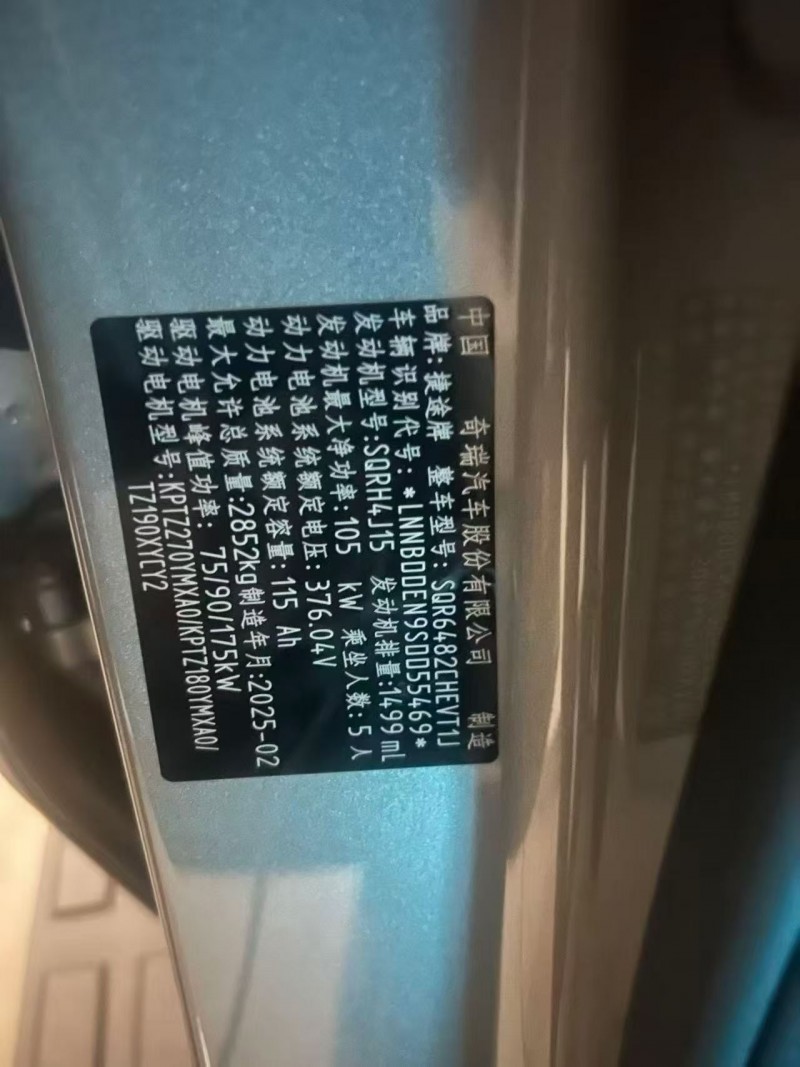 中国 奇瑞汽车股份有限公司 制造
品牌:捷途牌 整车型号:SQR6482CHEVT1J
车辆识别代号:*LNNBDDEN9SDD55469*
发动机型号:SQRH4J15 发动机排量:1499ml
发动机最大净功率:105 kW 乘坐人数:5人
动力电池系统额定电压:376.04V
动力电池系统额定容量:115 Ah
最大允许总质量:2852kg 制造年月:2025-02
驱动电机峰值功率: 75/90/175kW
驱动电机型号:KPTZ270YMXA0/KPTZ180YMXA0/
TZ190XYCY2